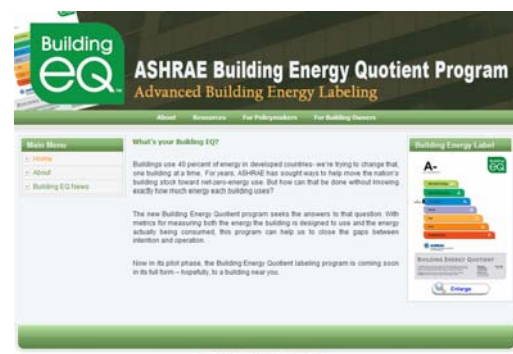 Building
eQ
ASHRAE Building Energy Quotient Program
Advanced Building Energy Labeling
About Resources For Policymakers For Building Owners
Main Menu
Home
About
Building EQ News
What's your Building EQ?
Buildings use 40 percent of energy in developed countries- we're trying to change that,
one building at a time. For years, ASHRAE has sought ways to help move the nation's
building stock toward net-zero-energy use. But how can that be done without knowing
exactly how much energy each building uses?
The new Building Energy Quotient program seeks the answers to that question. With
metrics for measuring both the energy the building is designed to use and the energy
actually being consumed, this program can help us to close the gaps between
intention and operation.
Now in its pilot phase, the Building Energy Quotient labeling program is coming soon
in its full form – hopefully, to a building near you.
Building Energy Label
A-
eQ
BUILDING ENERGY QUOTIENT
Enlarge